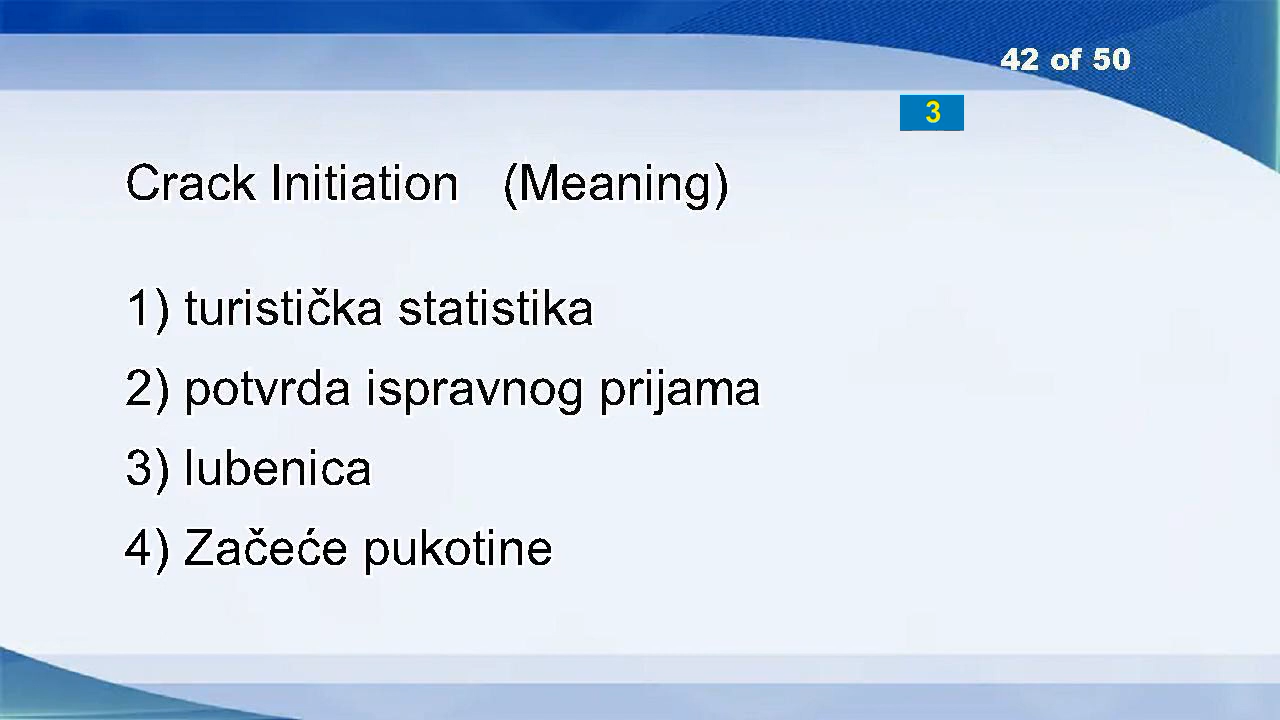 42 of 50
3
Crack Initiation (Meaning)
1) turistička statistika
2) potvrda ispravnog prijama
3) lubenica
4) Začeće pukotine